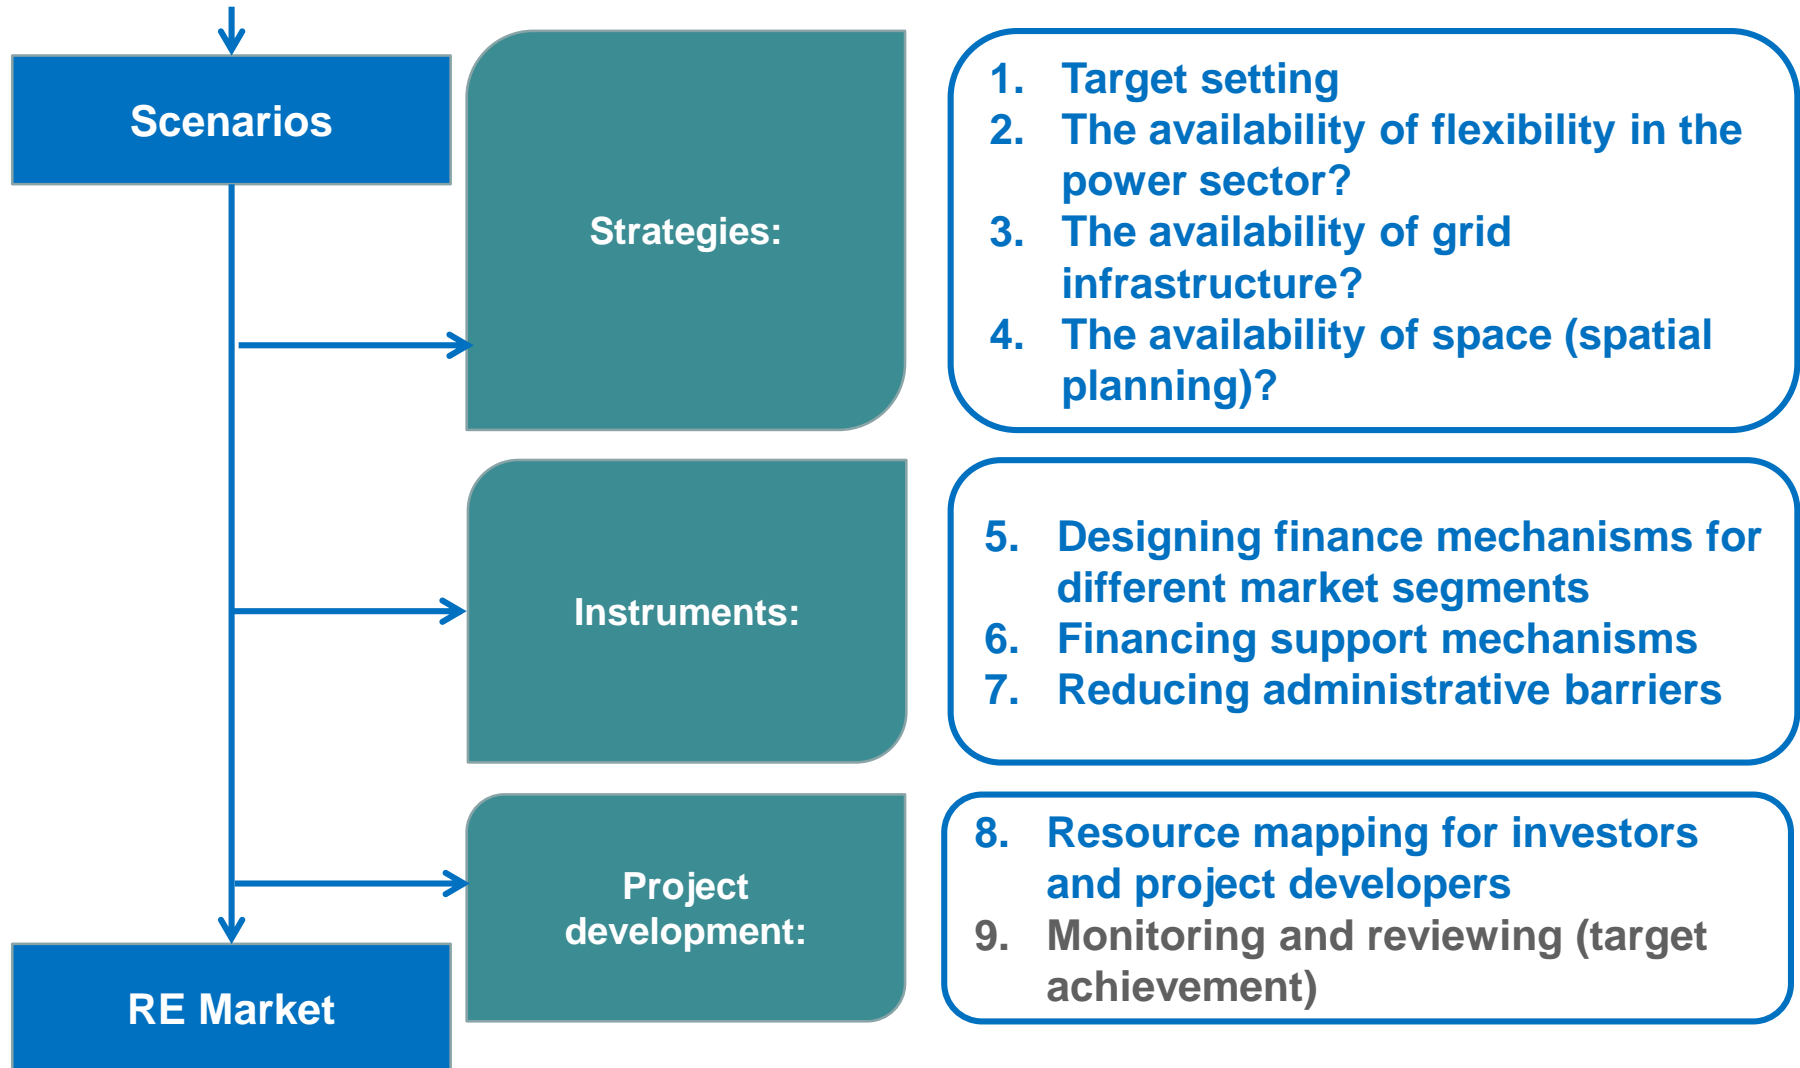 Scenarios
Strategies:
1. Target setting
2. The availability of flexibility in the
power sector?
3. The availability of grid
infrastructure?
4. The availability of space (spatial
planning)?
Instruments:
5. Designing finance mechanisms for
different market segments
6. Financing support mechanisms
7. Reducing administrative barriers
Project
development:
8. Resource mapping for investors
and project developers
9. Monitoring and reviewing (target
achievement)
RE Market